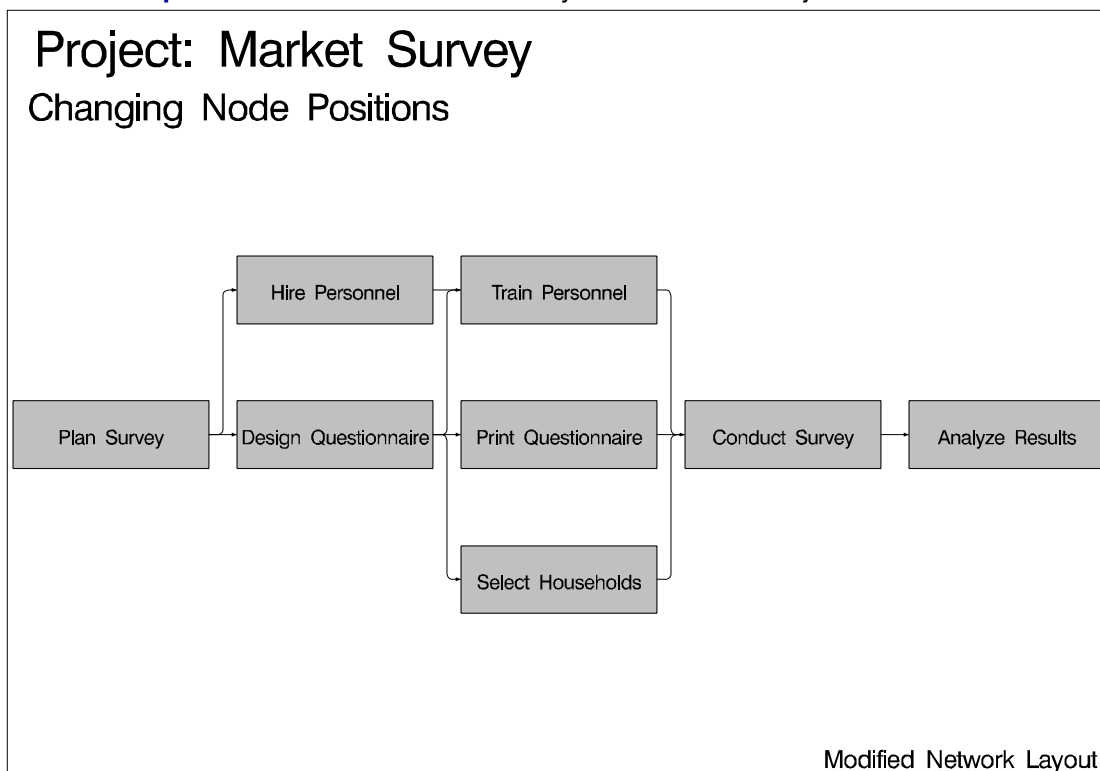 Project: Market Survey
Changing Node Positions
Hire Personnel
Train Personnel
Plan Survey
Design Questionnaire
Print Questionnaire
Conduct Survey
Analyze Results
Select Households
Modified Network Layout